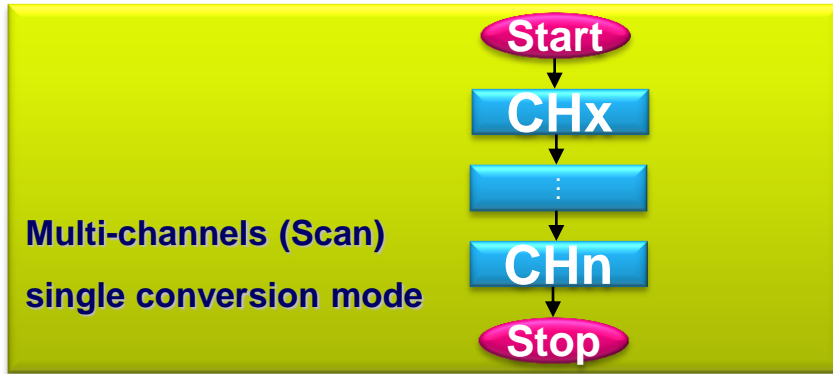 Start
CHx
⋮
CHn
Stop
Multi-channels (Scan)
single conversion mode